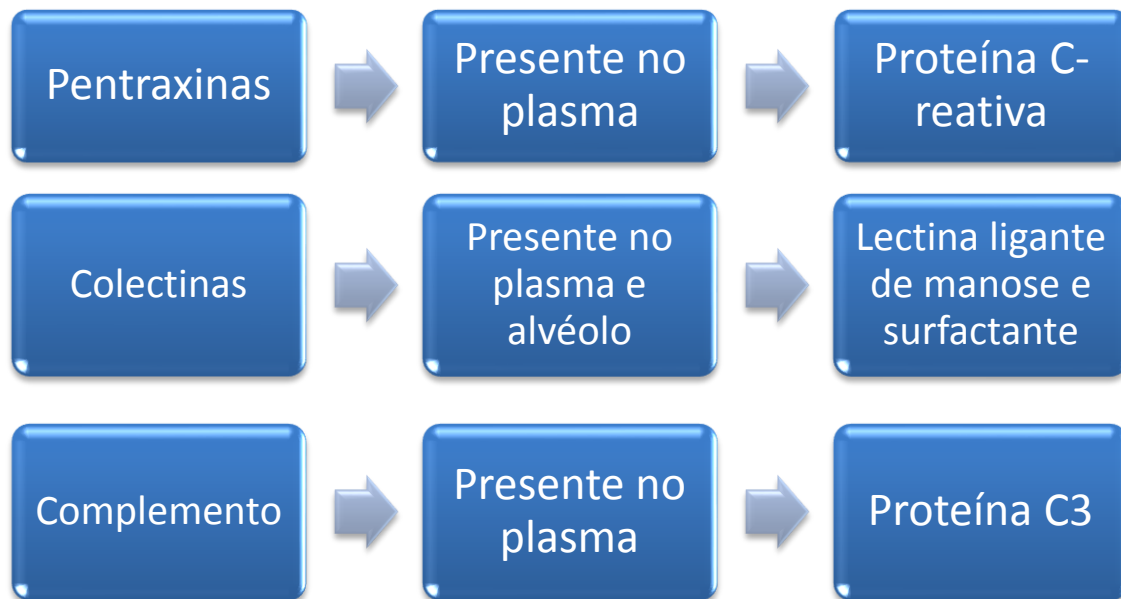 Pentraxinas
Presente no
plasma
Proteína C-
reativa
Colectinas
Presente no
plasma e
alvéolo
Lectina ligante
de manose e
surfactante
Complemento
Presente no
plasma
Proteína C3